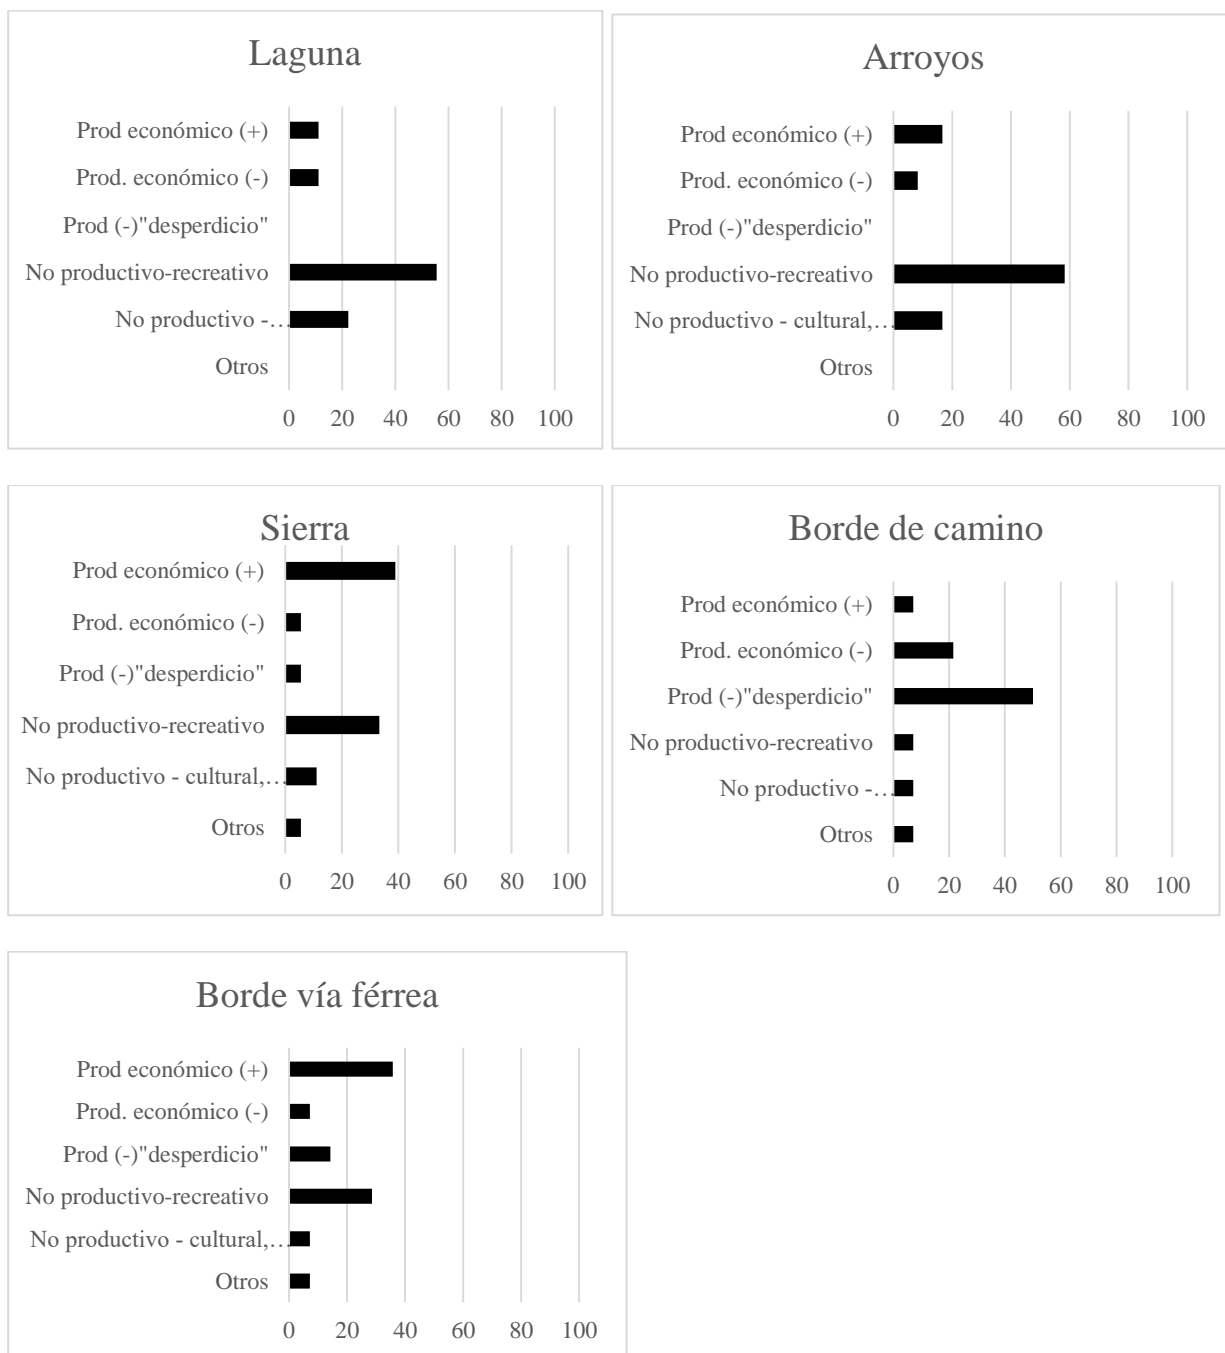 Laguna
Prod económico (+)
Prod. económico (-)
Prod (-)"desperdicio"
No productivo-recreativo
No productivo -…
Otros
0 20 40 60 80 100
Arroyos
Prod económico (+)
Prod. económico (-)
Prod (-)"desperdicio"
No productivo-recreativo
No productivo - cultural,…
Otros
0 20 40 60 80 100
Sierra
Prod económico (+)
Prod. económico (-)
Prod (-)"desperdicio"
No productivo-recreativo
No productivo - cultural,…
Otros
0 20 40 60 80 100
Borde de camino
Prod económico (+)
Prod. económico (-)
Prod (-)"desperdicio"
No productivo-recreativo
No productivo -…
Otros
0 20 40 60 80 100
Borde vía férrea
Prod económico (+)
Prod. económico (-)
Prod (-)"desperdicio"
No productivo-recreativo
No productivo - cultural,…
Otros
0 20 40 60 80 100